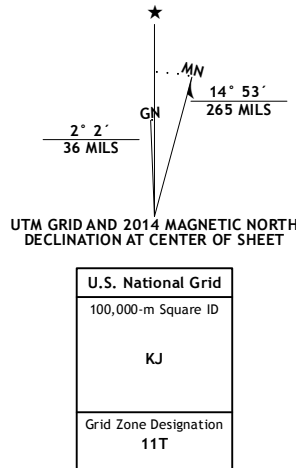 ★
MN
GN
14° 53´
265 MILS
2° 2´
36 MILS
UTM GRID AND 2014 MAGNETIC NORTH
DECLINATION AT CENTER OF SHEET
U.S. National Grid
100,000-m Square ID
KJ
Grid Zone Designation
11T